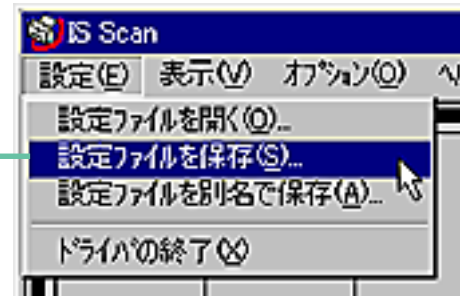 IS Scan
設定(E) 表示(V) ｵﾌﾟｼｮﾝ(O) ﾍ
設定ﾌｧｲﾙを開く(O)...
設定ﾌｧｲﾙを保存(S)...
設定ﾌｧｲﾙを別名で保存(A)...
ﾄﾞﾗｲﾊﾞの終了(X)